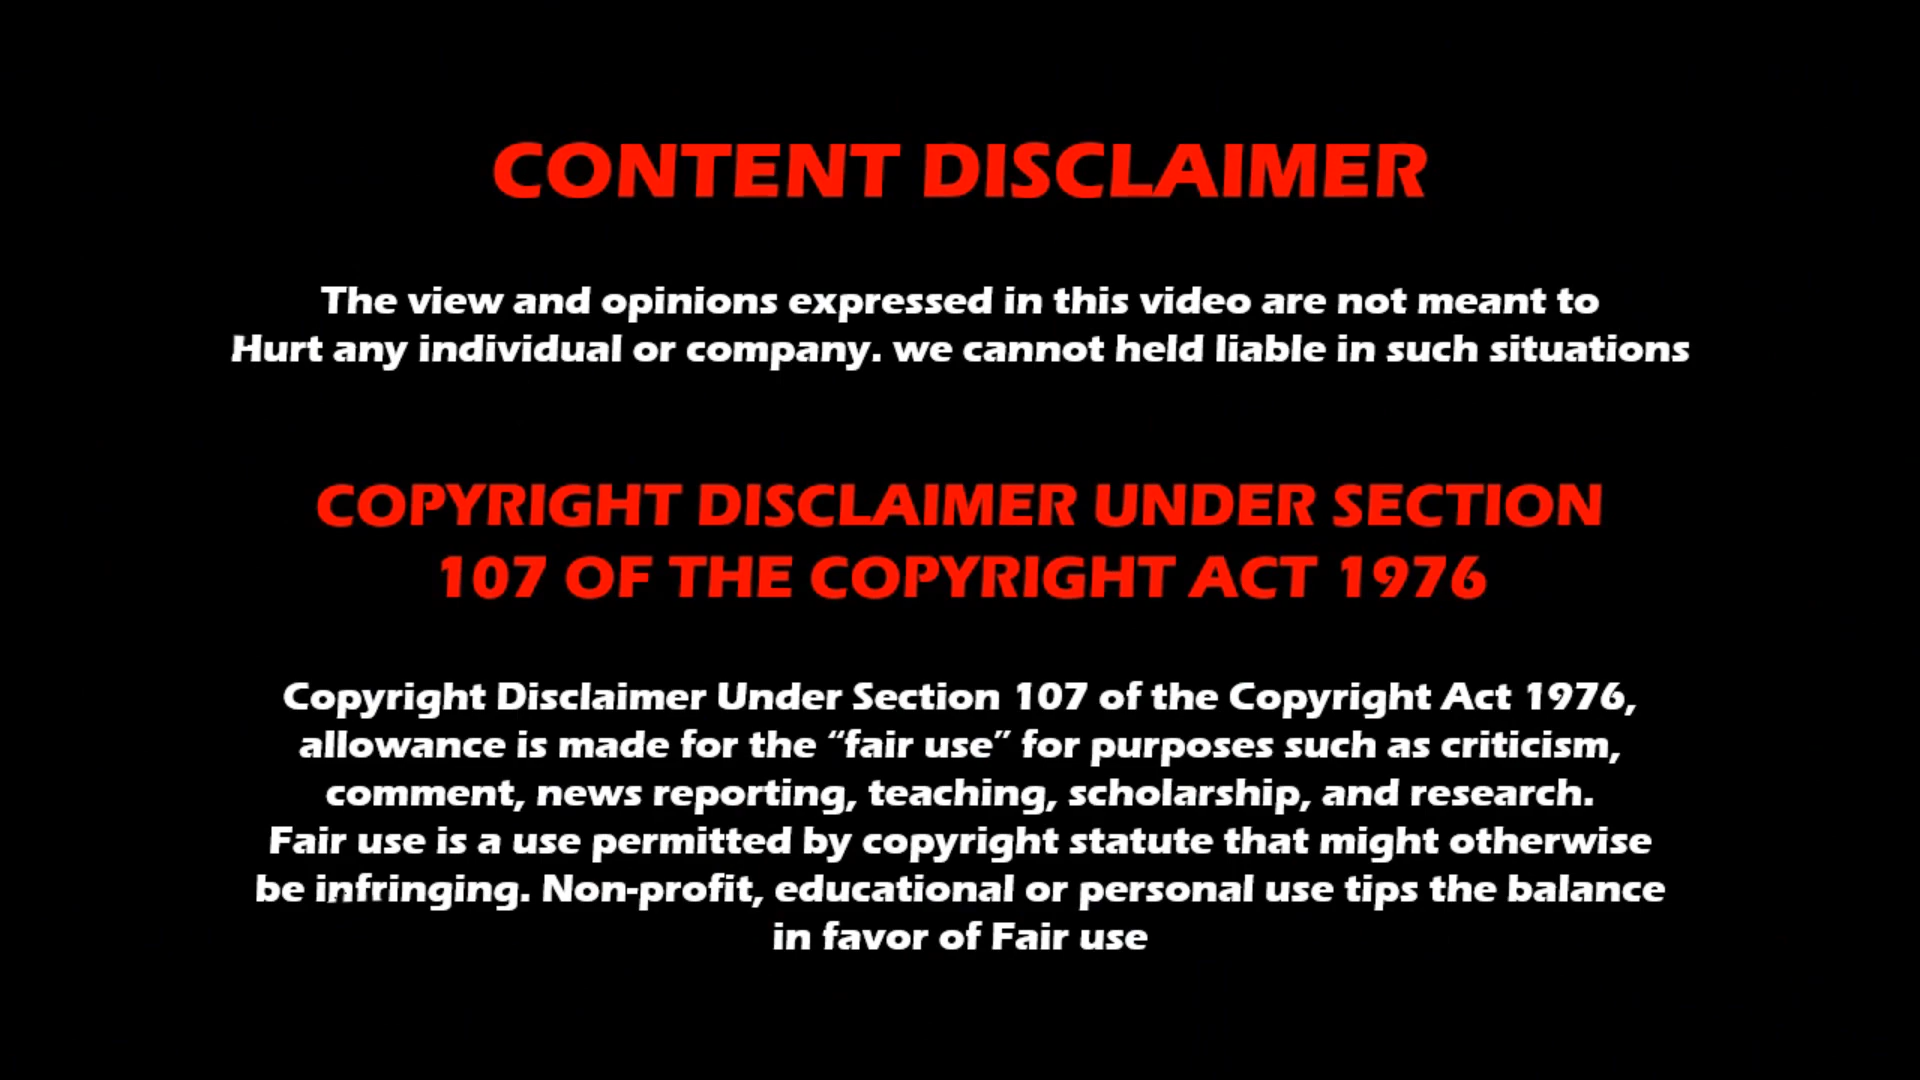 CONTENT DISCLAIMER
The view and opinions expressed in this video are not meant to
Hurt any individual or company. we cannot held liable in such situations
COPYRIGHT DISCLAIMER UNDER SECTION
107 OF THE COPYRIGHT ACT 1976
Copyright Disclaimer Under Section 107 of the Copyright Act 1976,
allowance is made for the “fair use” for purposes such as criticism,
comment, news reporting, teaching, scholarship, and research.
Fair use is a use permitted by copyright statute that might otherwise
be infringing. Non-profit, educational or personal use tips the balance
in favor of Fair use